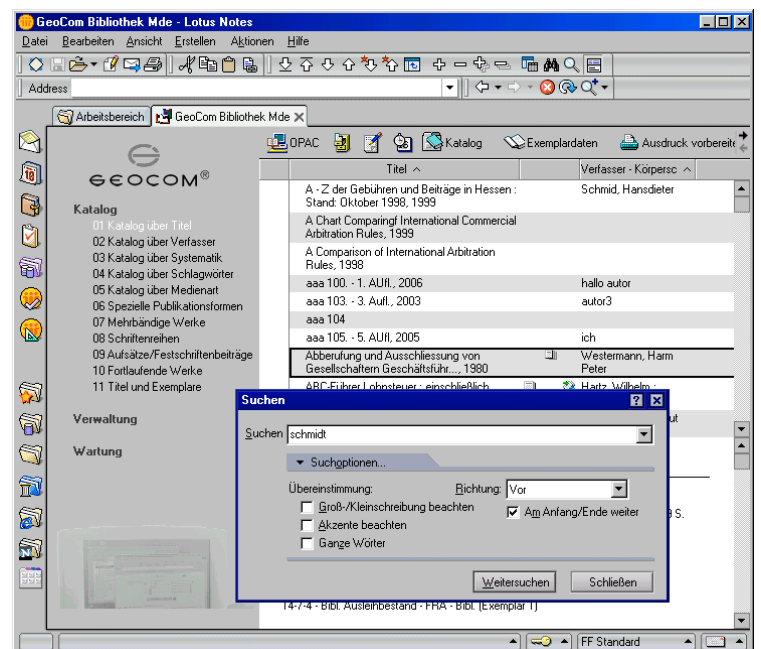 GeoCom Bibliothek Mde - Lotus Notes
Datei Bearbeiten Ansicht Erstellen Aktionen Hilfe
Address
Arbeitsbereich GeoCom Bibliothek Mde
OPAC Katalog Exemplardaten Ausdruck vorbereite
GEOCOM®
Titel Verfasser - Körpersc
Katalog
01 Katalog über Titel
02 Katalog über Verfasser
03 Katalog über Systematik
04 Katalog über Schlagwörter
05 Katalog über Medienart
06 Spezielle Publikationsformen
07 Mehrbändige Werke
08 Schriftenreihen
09 Aufsätze/Festschriftenbeiträge
10 Fortlaufende Werke
11 Titel und Exemplare
Verwaltung
Wartung
A - Z der Gebühren und Beiträge in Hessen : Schmid, Hansdieter
Stand: Oktober 1998, 1999
A Chart Comparingf International Commercial
Arbitration Rules, 1999
A Comparison of International Arbitration
Rules, 1998
aaa 100. - 1. AUfl., 2006 hallo autor
aaa 103. - 3. Aufl., 2003 autor3
aaa 104
aaa 105. - 5. AUfl, 2005 ich
Abberufung und Ausschliessung von Westermann, Harm
Gesellschaftern Geschäftsführ..., 1980 Peter
ABC-Führer Lohnsteuer : einschließlich Hartz, Wilhelm ;
ut
9 S.
Suchen
Suchen schmidt
Suchoptionen...
Übereinstimmung: Richtung: Vor
Groß-/Kleinschreibung beachten Am Anfang/Ende weiter
Akzente beachten
Ganze Wörter
Weitersuchen Schließen
14-7-4 - Bibl. Ausleihbestand - FRA - Bibl. (Exemplar 1)
FF Standard